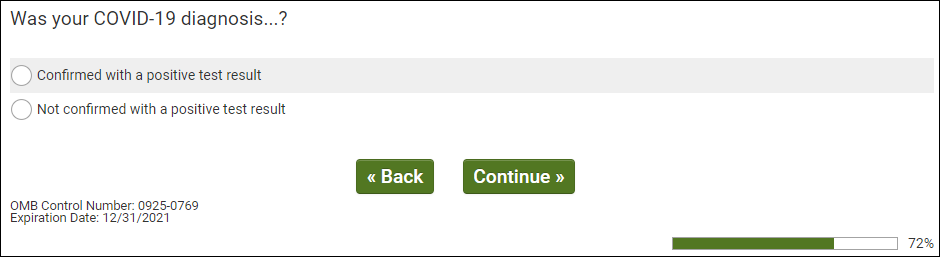 Was your COVID-19 diagnosis...?
Confirmed with a positive test result
Not confirmed with a positive test result
« Back
Continue »
OMB Control Number: 0925-0769
Expiration Date: 12/31/2021
72%